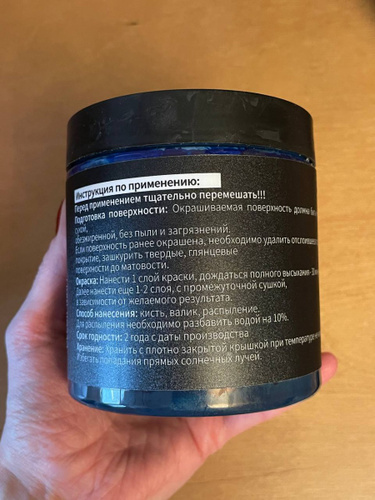 Инструкция по применению:
Перед применением тщательно перемешать!!!
Подготовка поверхности: Окрашиваемая поверхность должна
сухой,
обезжиренной, без пыли и загрязнений.
Если поверхность ранее окрашена, необходимо удалить отслоившееся
покрытие, зашкурить твердые, глянцевые
поверхности до матовости.
Окраска: Нанести 1 слой краски, дождаться полного высыхания-
Далее нанести еще 1-2 слоя, с промежуточной сушкой,
в зависимости от желаемого результата.
Способ нанесения: кисть, валик, распыление.
Для распыления необходимо разбавить водой на 10%.
Срок годности: 2 года с даты производства
Хранение: Хранить с плотно закрытой крышкой при температуре не
Избегать попадания прямых солнечных лучей.